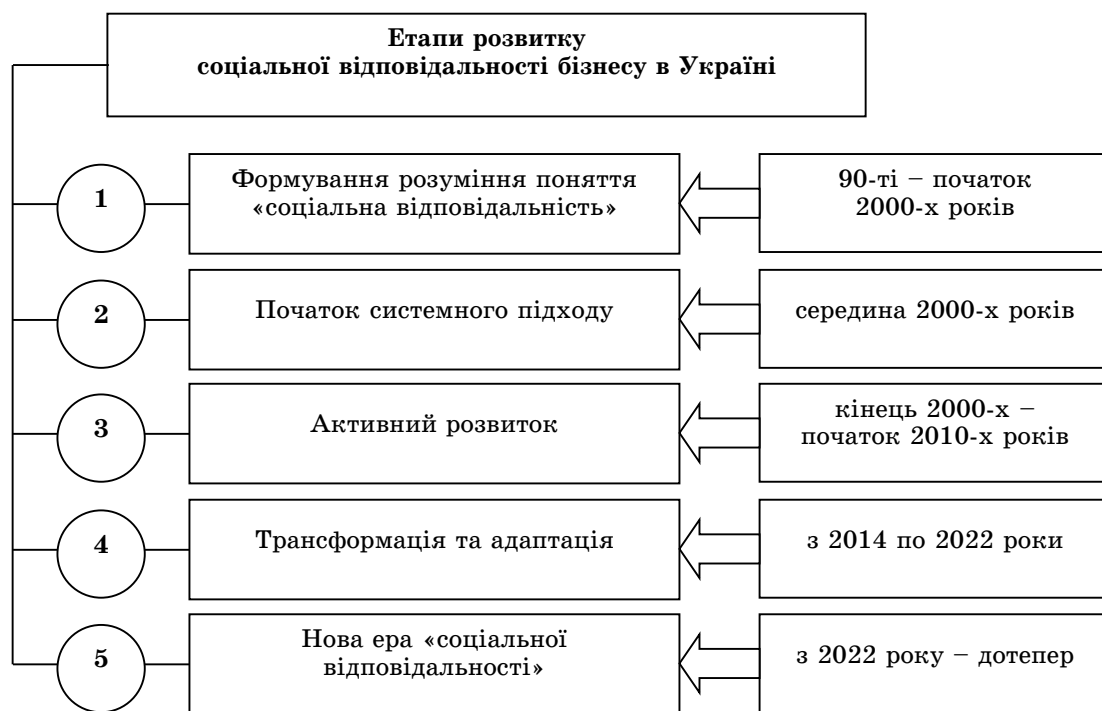 Етапи розвитку
соціальної відповідальності бізнесу в Україні
1
Формування розуміння поняття
«соціальна відповідальність»
90-ті – початок
2000-х років
2
Початок системного підходу
середина 2000-х років
3
Активний розвиток
кінець 2000-х –
початок 2010-х років
4
Трансформація та адаптація
з 2014 по 2022 роки
5
Нова ера «соціальної
відповідальності»
з 2022 року – дотепер